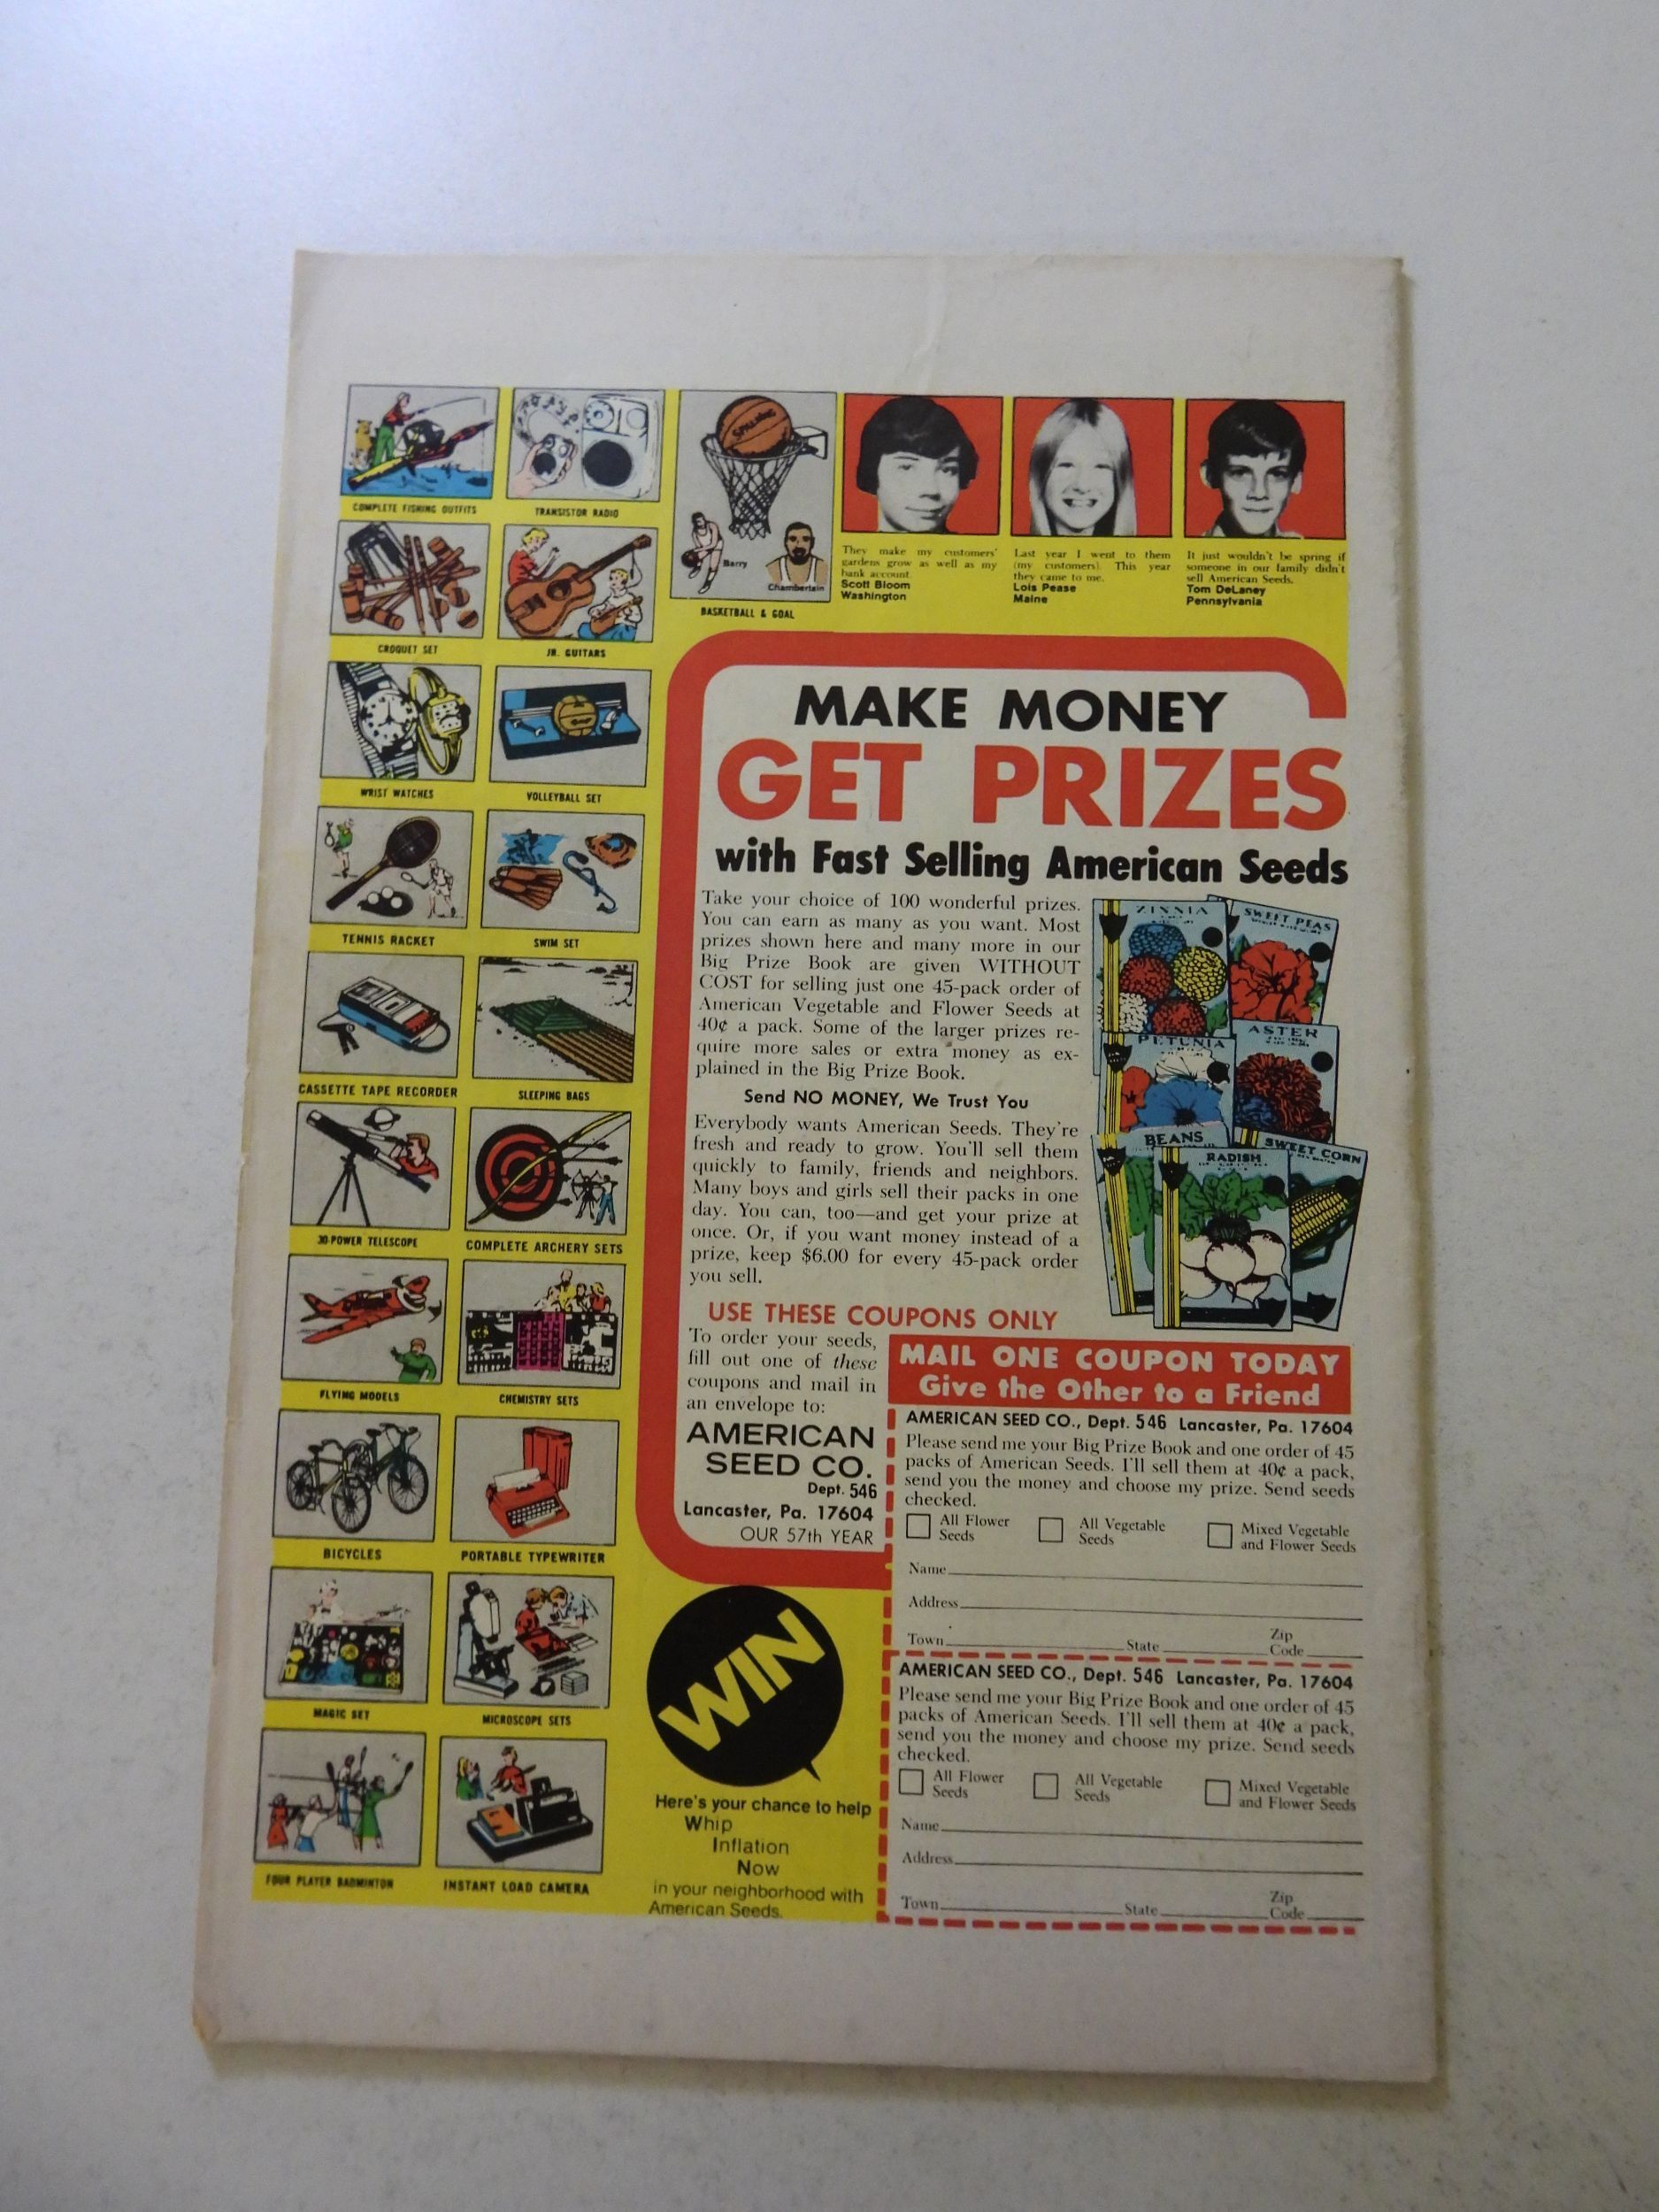 COMPLETE FISHING OUTFITS
TRANSISTOR RADIO
CROQUET SET
JR. GUITARS
WRIST WATCHES
VOLLEYBALL SET
TENNIS RACKET
SWIM SET
CASSETTE TAPE RECORDER
SLEEPING BAGS
30-POWER TELESCOPE
COMPLETE ARCHERY SETS
FLYING MODELS
CHEMISTRY SETS
BICYCLES
PORTABLE TYPEWRITER
MAGIC SET
MICROSCOPE SETS
FOUR PLAYER BADMINTON
INSTANT LOAD CAMERA
SPALDING
Barry
Chamberlain
BASKETBALL & GOAL
They make my customers'
gardens grow as well as my
bank account.
Scott Bloom
Washington
Last year I went to them
(my customers). This year
they came to me.
Lois Pease
Maine
It just wouldn't be spring if
someone in our family didn't
sell American Seeds.
Tom DeLaney
Pennsylvania
MAKE MONEY
GET PRIZES
with Fast Selling American Seeds
Take your choice of 100 wonderful prizes.
You can earn as many as you want. Most
prizes shown here and many more in our
Big Prize Book are given WITHOUT
COST for selling just one 45-pack order of
American Vegetable and Flower Seeds at
40¢ a pack. Some of the larger prizes re-
quire more sales or extra money as ex-
plained in the Big Prize Book.
Send NO MONEY, We Trust You
Everybody wants American Seeds. They're
fresh and ready to grow. You'll sell them
quickly to family, friends and neighbors.
Many boys and girls sell their packs in one
day. You can, too—and get your prize at
once. Or, if you want money instead of a
prize, keep $6.00 for every 45-pack order
you sell.
ZINNIA
SWEET PEAS
PETUNIA
ASTER
BEANS
RADISH
SWEET CORN
USE THESE COUPONS ONLY
To order your seeds,
fill out one of these
coupons and mail in
an envelope to:
AMERICAN
SEED CO.
Dept. 546
Lancaster, Pa. 17604
OUR 57th YEAR
WIN
Here's your chance to help
Whip
Inflation
Now
in your neighborhood with
American Seeds.
MAIL ONE COUPON TODAY
Give the Other to a Friend
AMERICAN SEED CO., Dept. 546 Lancaster, Pa. 17604
Please send me your Big Prize Book and one order of 45
packs of American Seeds. I'll sell them at 40¢ a pack,
send you the money and choose my prize. Send seeds
checked.
All Flower Seeds
All Vegetable Seeds
Mixed Vegetable and Flower Seeds
Name
Address
Town State Zip Code
AMERICAN SEED CO., Dept. 546 Lancaster, Pa. 17604
Please send me your Big Prize Book and one order of 45
packs of American Seeds. I'll sell them at 40¢ a pack,
send you the money and choose my prize. Send seeds
checked.
All Flower Seeds
All Vegetable Seeds
Mixed Vegetable and Flower Seeds
Name
Address
Town State Zip Code